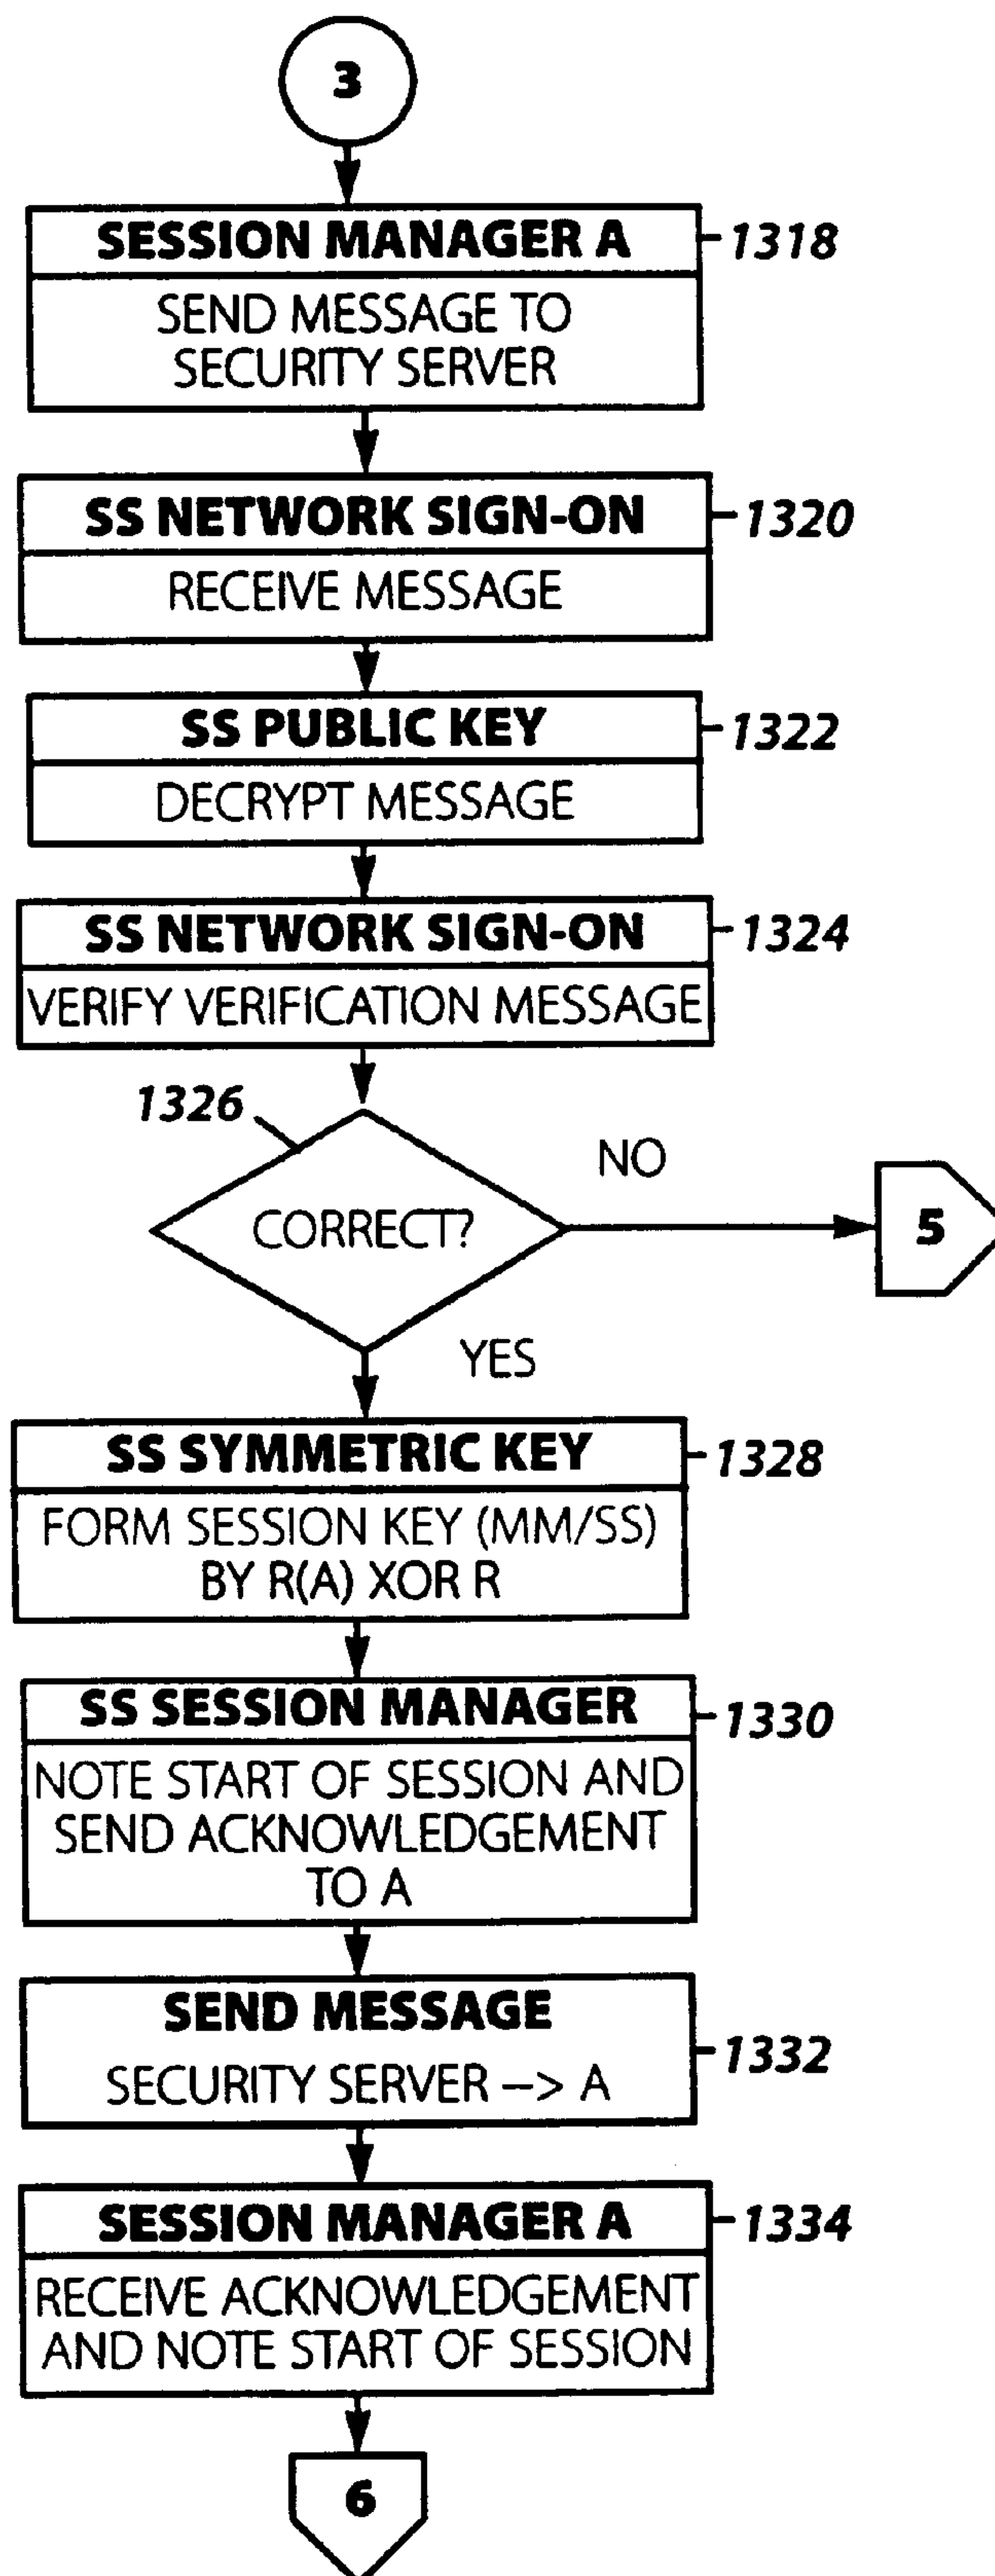 3
SESSION MANAGER A
1318
SEND MESSAGE TO
SECURITY SERVER
SS NETWORK SIGN-ON
1320
RECEIVE MESSAGE
SS PUBLIC KEY
1322
DECRYPT MESSAGE
SS NETWORK SIGN-ON
1324
VERIFY VERIFICATION MESSAGE
1326
CORRECT?
NO
5
YES
SS SYMMETRIC KEY
1328
FORM SESSION KEY (MM/SS)
BY R(A) XOR R
SS SESSION MANAGER
1330
NOTE START OF SESSION AND
SEND ACKNOWLEDGEMENT
TO A
SEND MESSAGE
1332
SECURITY SERVER --> A
SESSION MANAGER A
1334
RECEIVE ACKNOWLEDGEMENT
AND NOTE START OF SESSION
6